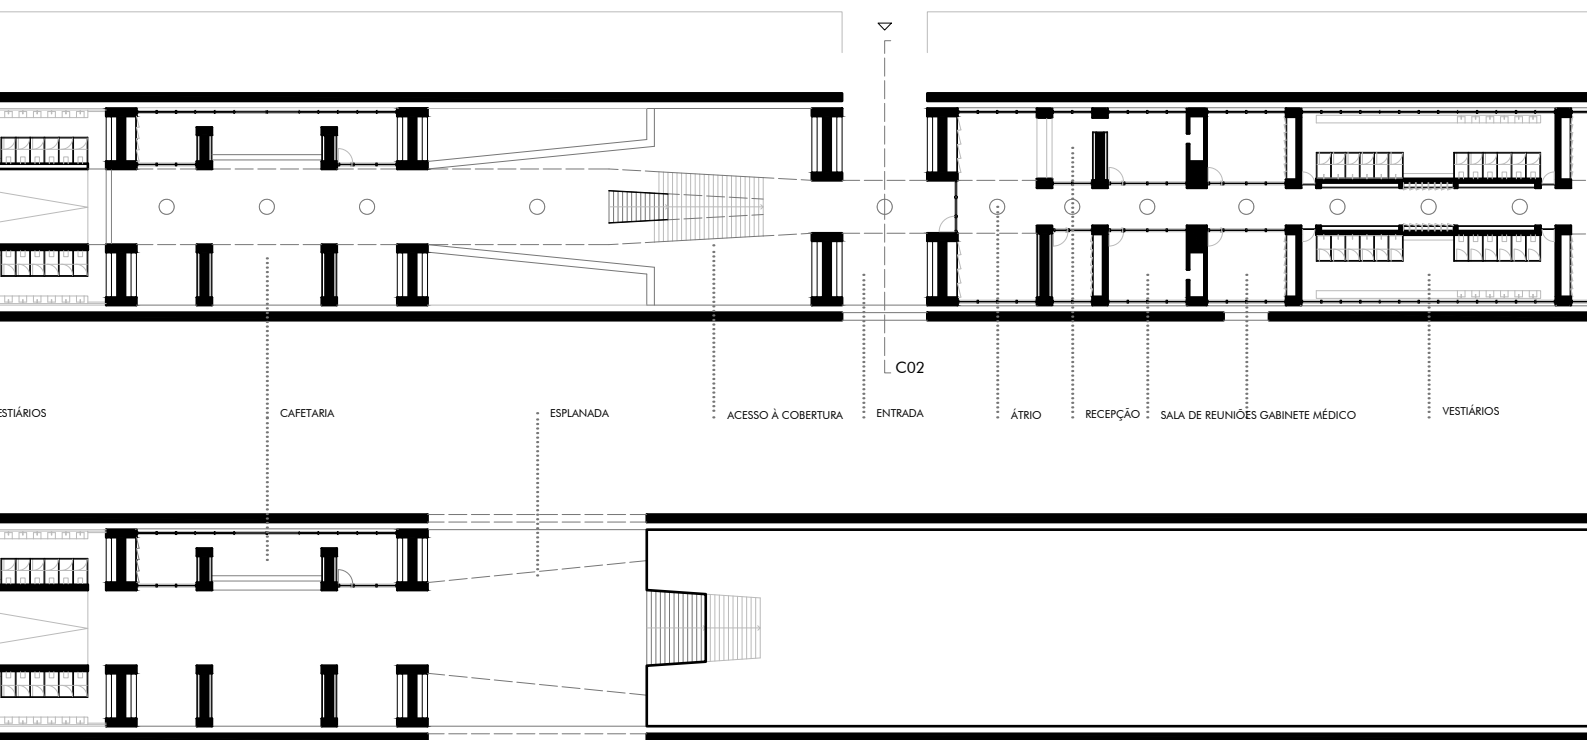 C02
ESTIÁRIOS
CAFETARIA
ESPLANADA
ACESSO À COBERTURA
ENTRADA
ÁTRIO
RECEPÇÃO
SALA DE REUNIÕES
GABINETE MÉDICO
VESTIÁRIOS